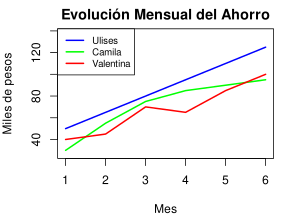 Evolución Mensual del Ahorro
Miles de pesos
120
80
40
Ulises
Camila
Valentina
1 2 3 4 5 6
Mes